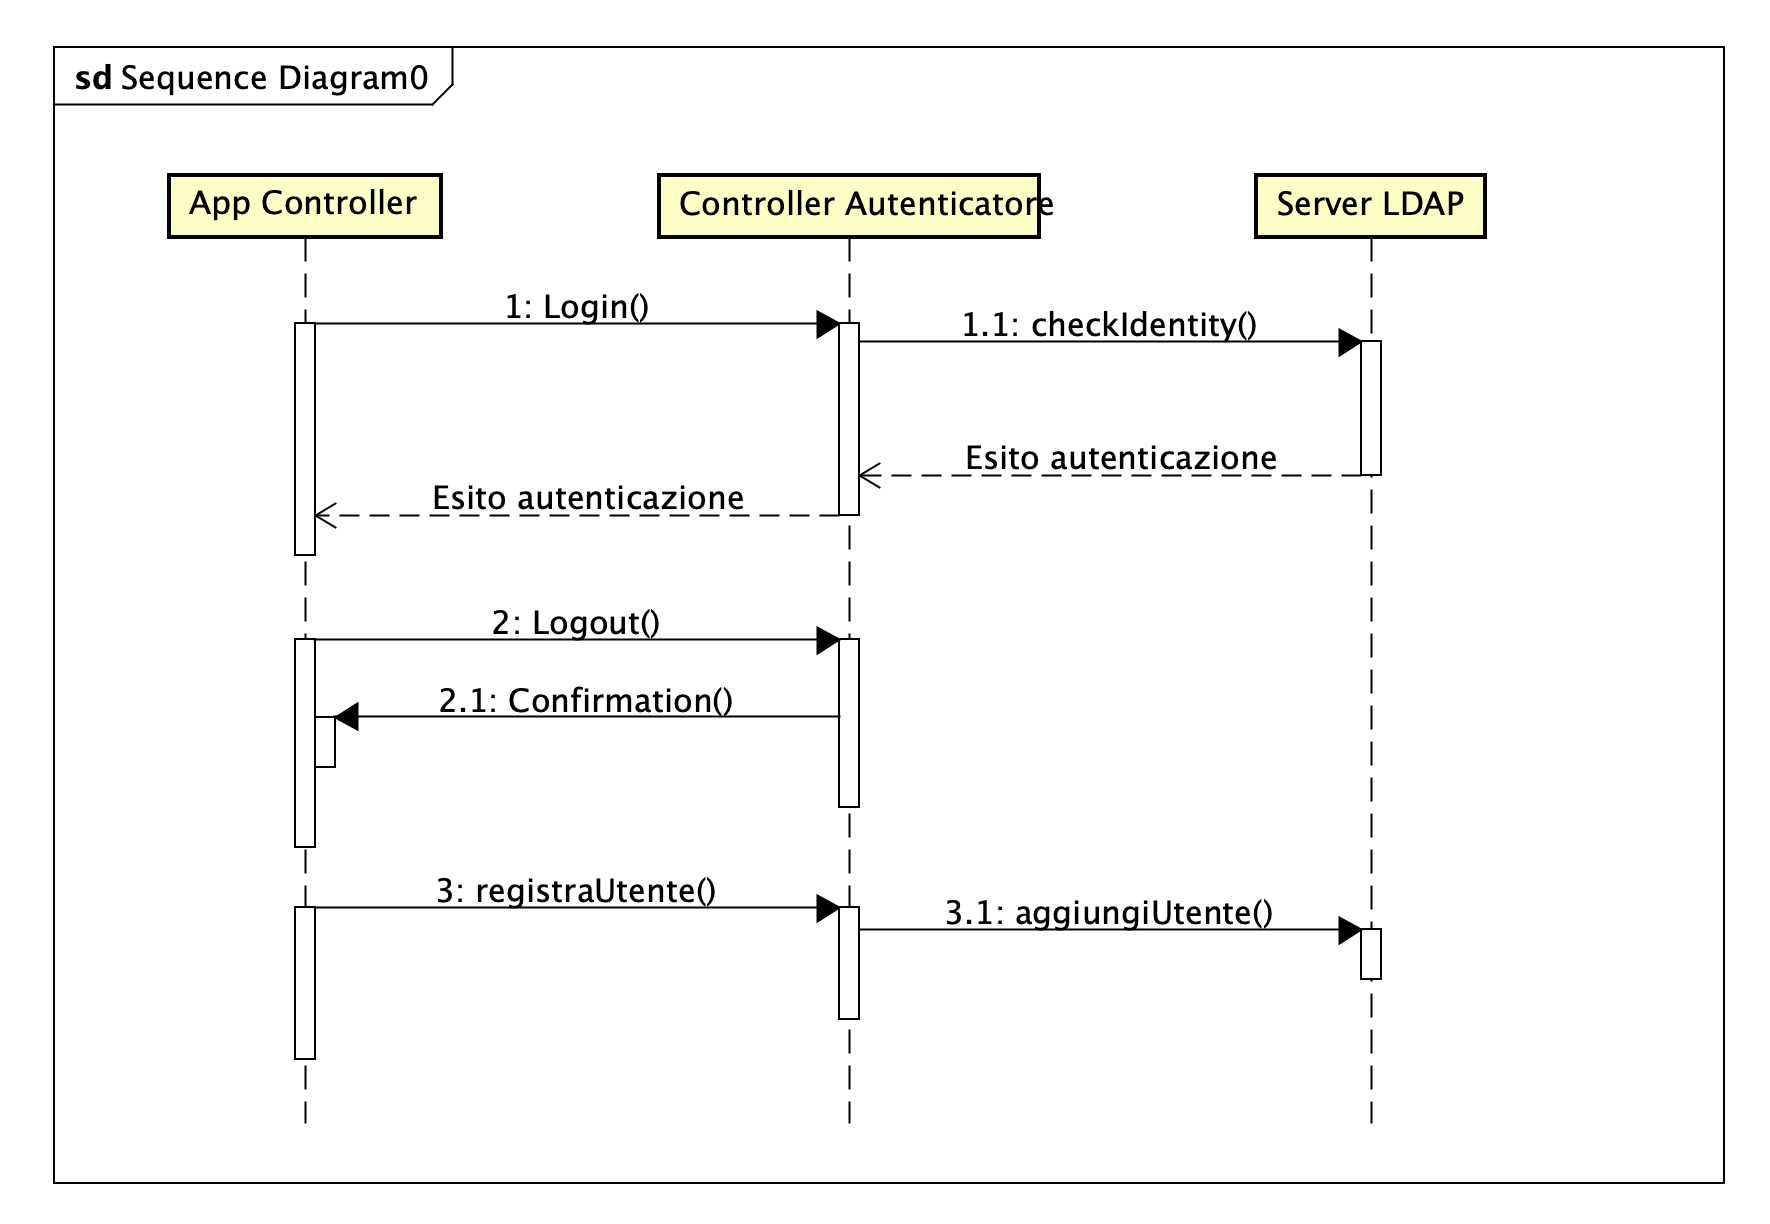 sd Sequence Diagram0
App Controller
Controller Autenticatore
Server LDAP
1: Login()
1.1: checkIdentity()
Esito autenticazione
Esito autenticazione
2: Logout()
2.1: Confirmation()
3: registraUtente()
3.1: aggiungiUtente()